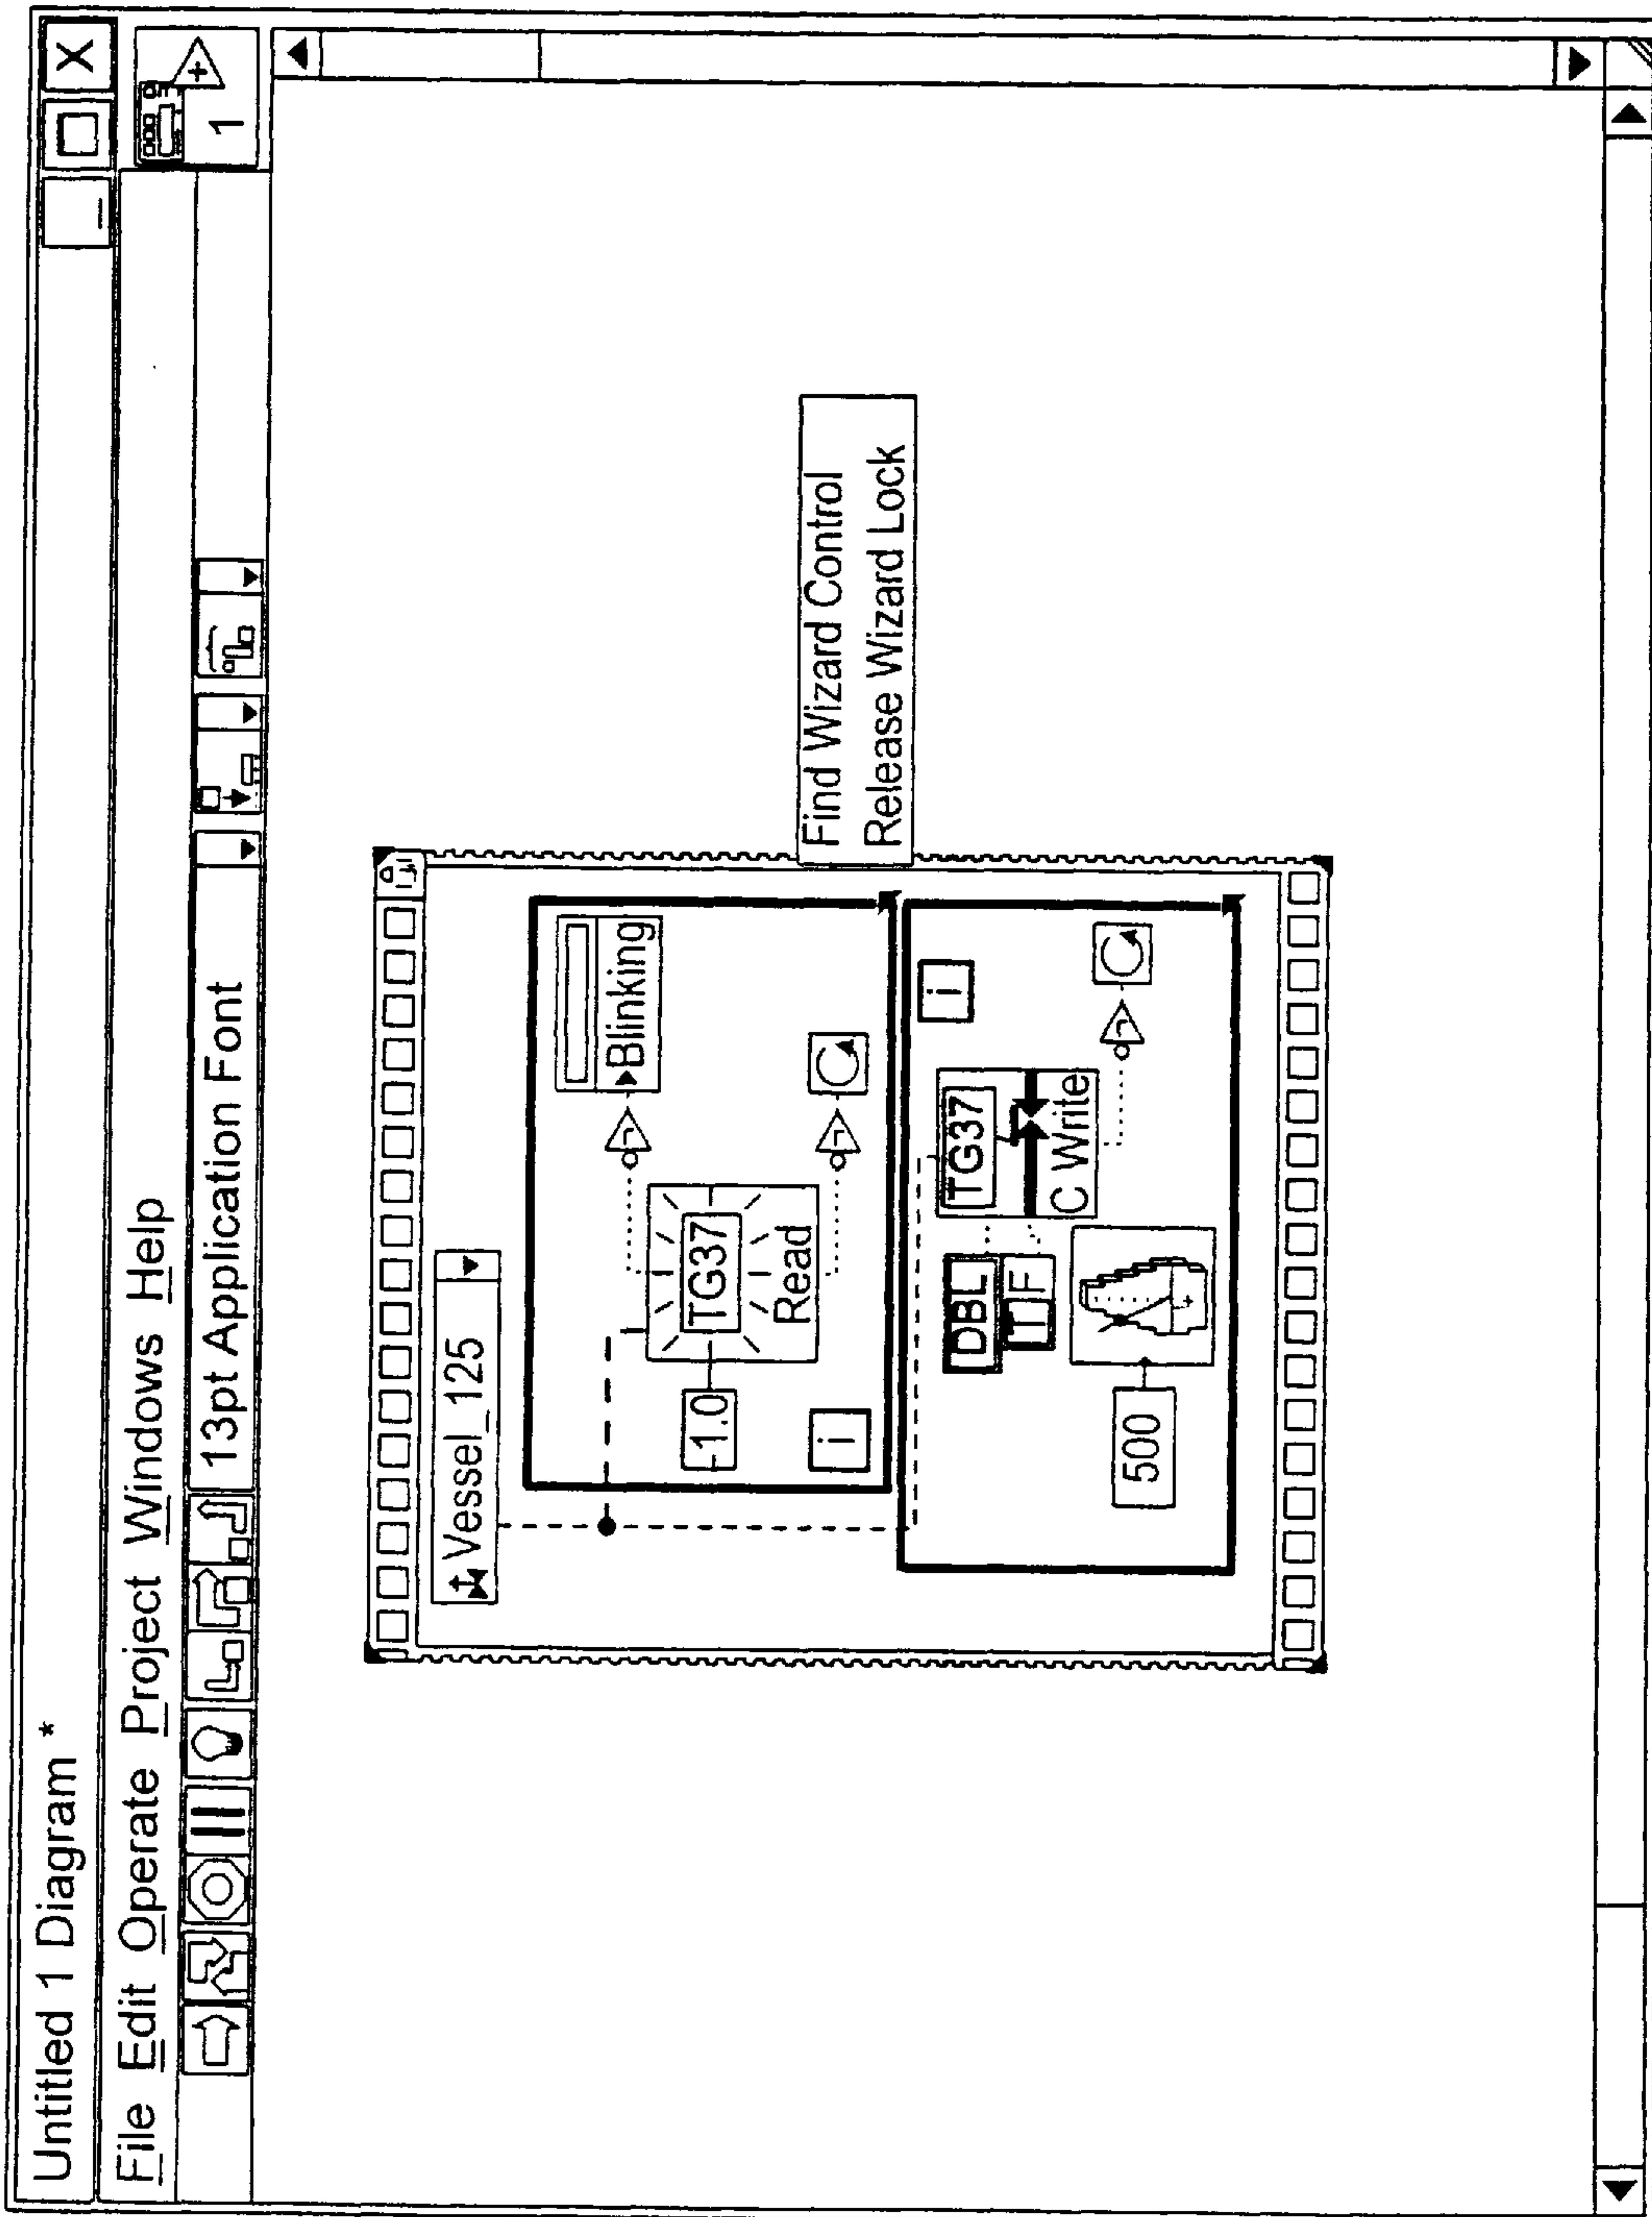 Untitled 1 Diagram *
File Edit Operate Project Windows Help
13pt Application Font
1
Vessel_125
-1.0
TG37
Read
Blinking
i
Find Wizard Control
Release Wizard Lock
DBL
TF
TG37
C Write
i
500